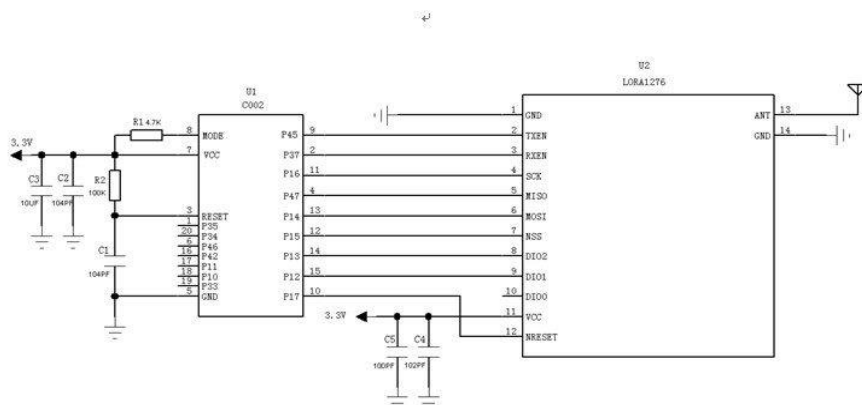 U1
C002
U2
LORA1276
R1 4.7K
8 MODE
7 VCC
3.3V
C3
10UF
C2
104PF
R2
100K
3 RESET
1 P35
20 P34
6 P46
16 P42
17 P11
18 P10
19 P33
5 GND
C1
104PF
P45 9
P37 2
P16 11
P47 4
P14 13
P15 12
P13 14
P12 15
P17 10
1 GND
2 TXEN
3 RXEN
4 SCK
5 MISO
6 MOSI
7 NSS
8 DIO2
9 DIO1
10 DIO0
11 VCC
12 NRESET
ANT 13
GND 14
3.3V
C5
100PF
C4
102PF